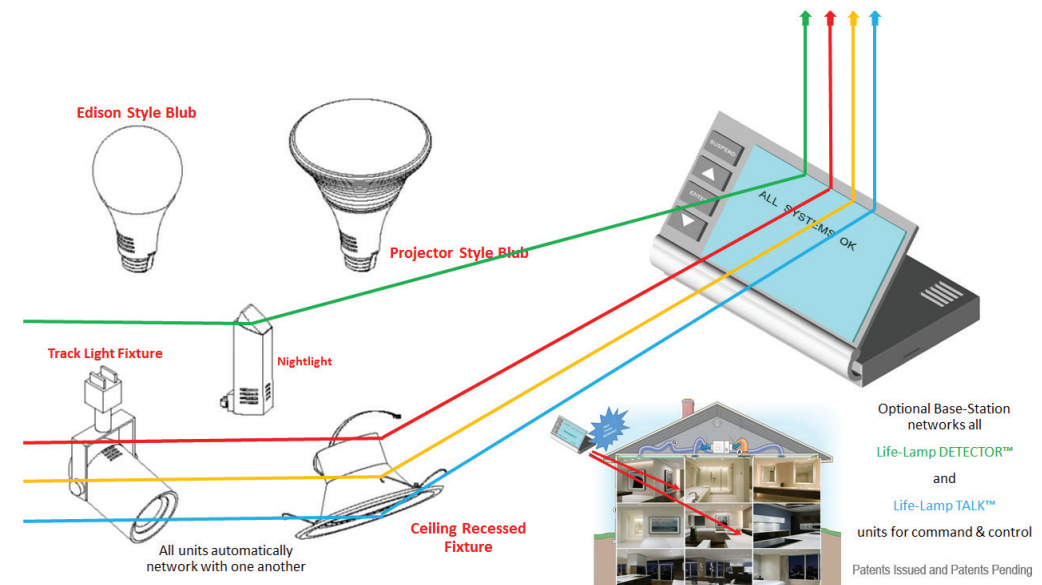 Edison Style Blub
Projector Style Blub
Track Light Fixture
Nightlight
Ceiling Recessed
Fixture
All units automatically
network with one another
SUSPEND
ALL SYSTEMS OK
Optional Base-Station
networks all
Life-Lamp DETECTOR™
and
Life-Lamp TALK™
units for command & control
Patents Issued and Patents Pending